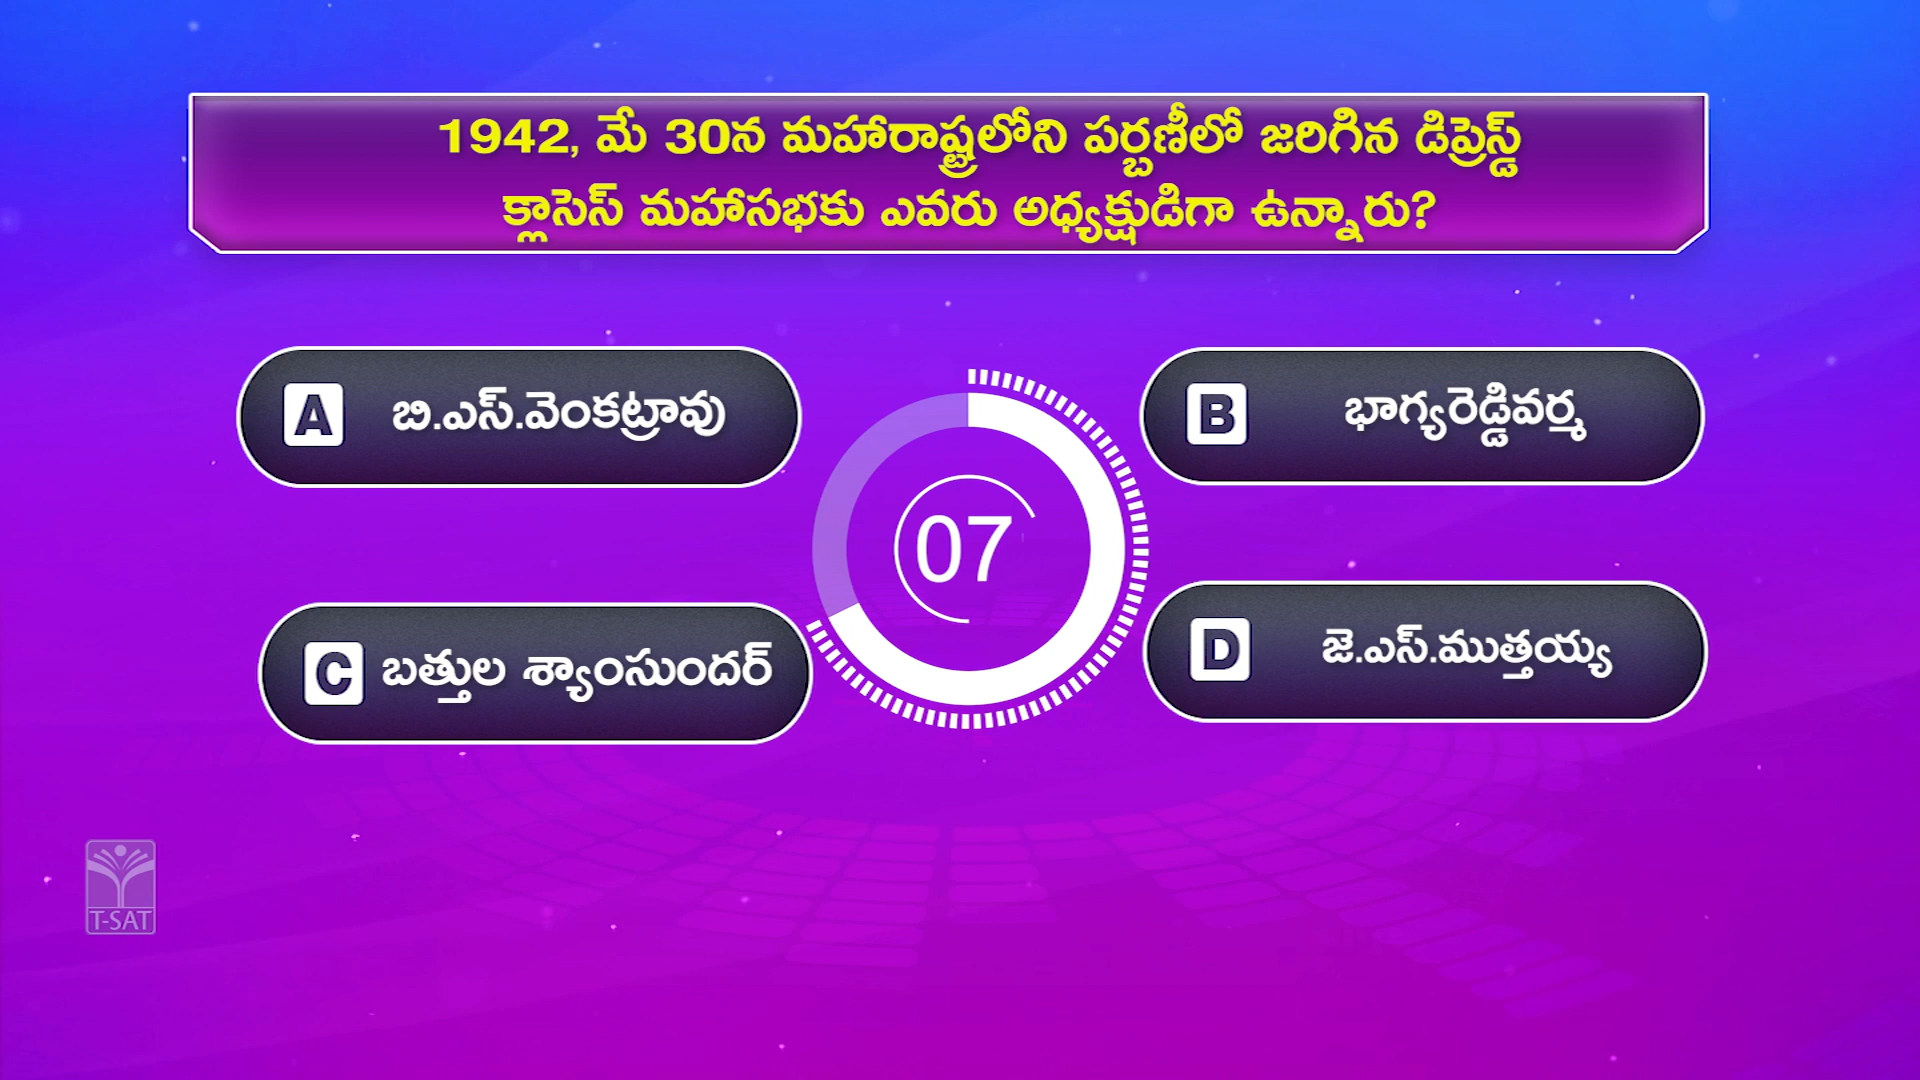 1942, మే 30న మహారాష్ట్రలోని పర్బణీలో జరిగిన డిప్రెస్డ్
క్లాసెస్ మహాసభకు ఎవరు అధ్యక్షుడిగా ఉన్నారు?
A బి.ఎస్.వెంకట్రావు
B భాగ్యరెడ్డివర్మ
07
C బత్తుల శ్యాంసుందర్
D జె.ఎస్.ముత్తయ్య
T-SAT